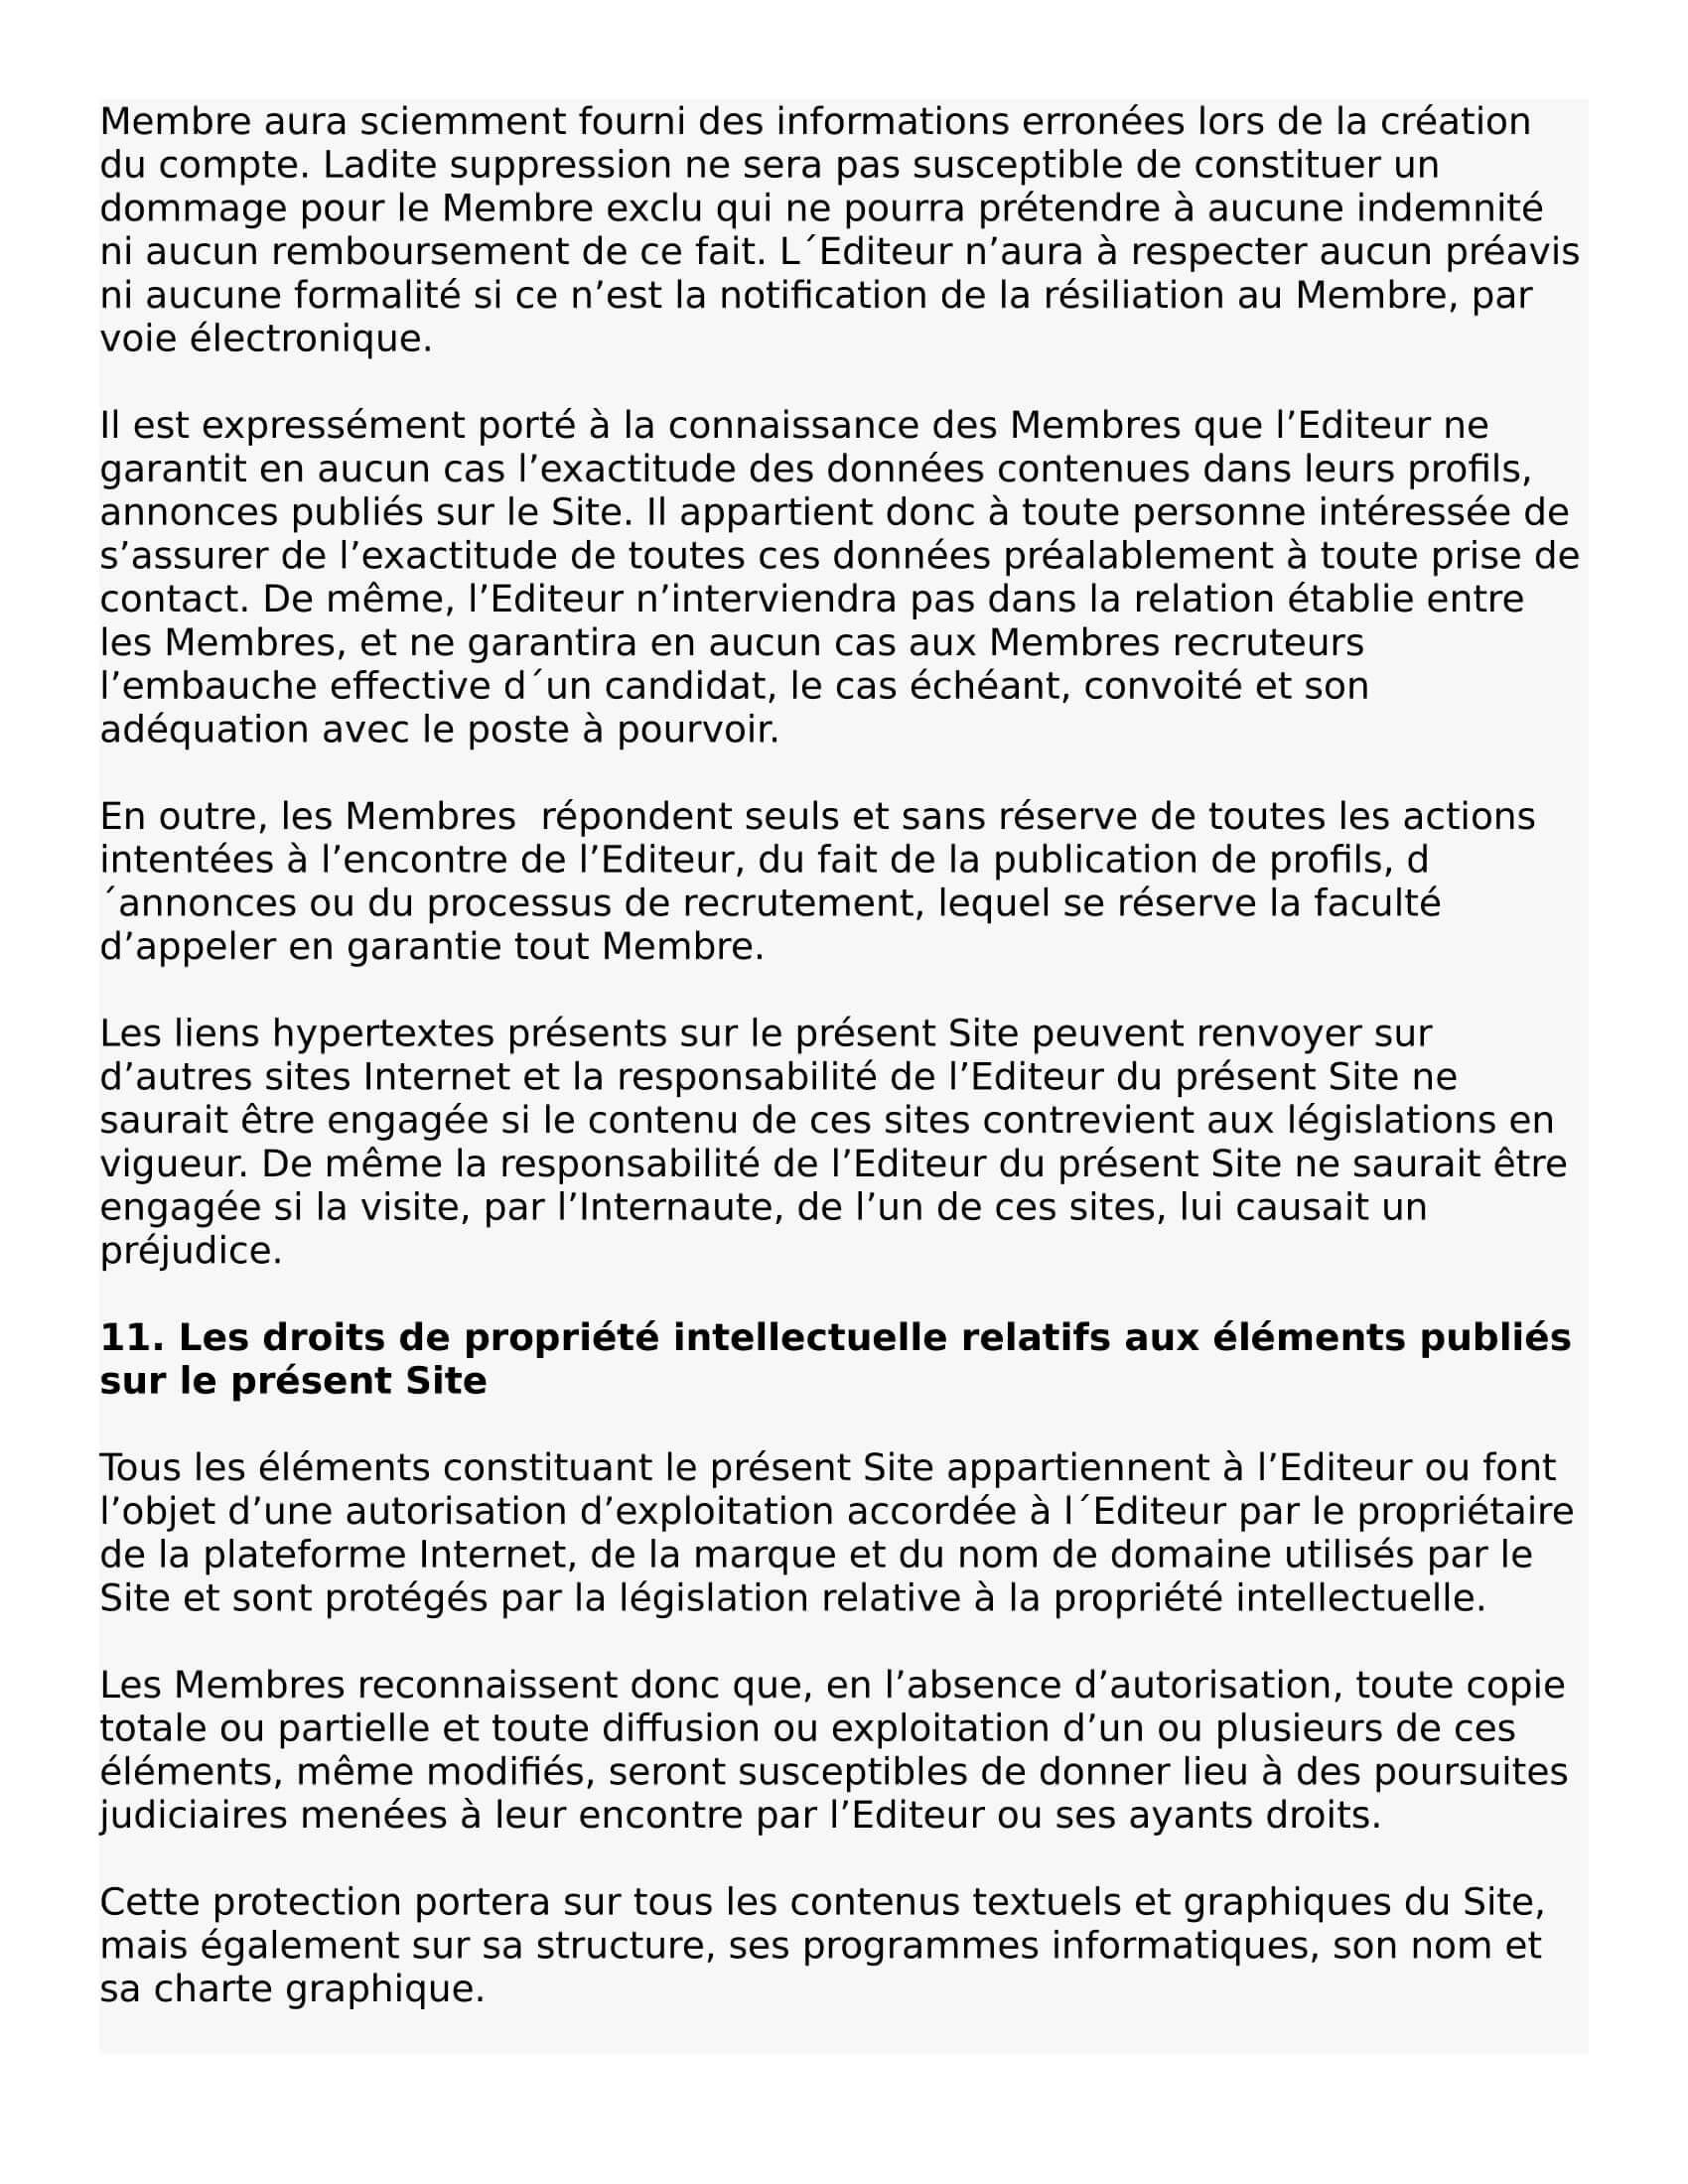 Membre aura sciemment fourni des informations erronées lors de la création
du compte. Ladite suppression ne sera pas susceptible de constituer un
dommage pour le Membre exclu qui ne pourra prétendre à aucune indemnité
ni aucun remboursement de ce fait. L´Editeur n’aura à respecter aucun préavis
ni aucune formalité si ce n’est la notification de la résiliation au Membre, par
voie électronique.
Il est expressément porté à la connaissance des Membres que l’Editeur ne
garantit en aucun cas l’exactitude des données contenues dans leurs profils,
annonces publiés sur le Site. Il appartient donc à toute personne intéressée de
s’assurer de l’exactitude de toutes ces données préalablement à toute prise de
contact. De même, l’Editeur n’interviendra pas dans la relation établie entre
les Membres, et ne garantira en aucun cas aux Membres recruteurs
l’embauche effective d´un candidat, le cas échéant, convoité et son
adéquation avec le poste à pourvoir.
En outre, les Membres  répondent seuls et sans réserve de toutes les actions
intentées à l’encontre de l’Editeur, du fait de la publication de profils, d
´annonces ou du processus de recrutement, lequel se réserve la faculté
d’appeler en garantie tout Membre.
Les liens hypertextes présents sur le présent Site peuvent renvoyer sur
d’autres sites Internet et la responsabilité de l’Editeur du présent Site ne
saurait être engagée si le contenu de ces sites contrevient aux législations en
vigueur. De même la responsabilité de l’Editeur du présent Site ne saurait être
engagée si la visite, par l’Internaute, de l’un de ces sites, lui causait un
préjudice.
11. Les droits de propriété intellectuelle relatifs aux éléments publiés
sur le présent Site
Tous les éléments constituant le présent Site appartiennent à l’Editeur ou font
l’objet d’une autorisation d’exploitation accordée à l´Editeur par le propriétaire
de la plateforme Internet, de la marque et du nom de domaine utilisés par le
Site et sont protégés par la législation relative à la propriété intellectuelle.
Les Membres reconnaissent donc que, en l’absence d’autorisation, toute copie
totale ou partielle et toute diffusion ou exploitation d’un ou plusieurs de ces
éléments, même modifiés, seront susceptibles de donner lieu à des poursuites
judiciaires menées à leur encontre par l’Editeur ou ses ayants droits.
Cette protection portera sur tous les contenus textuels et graphiques du Site,
mais également sur sa structure, ses programmes informatiques, son nom et
sa charte graphique.